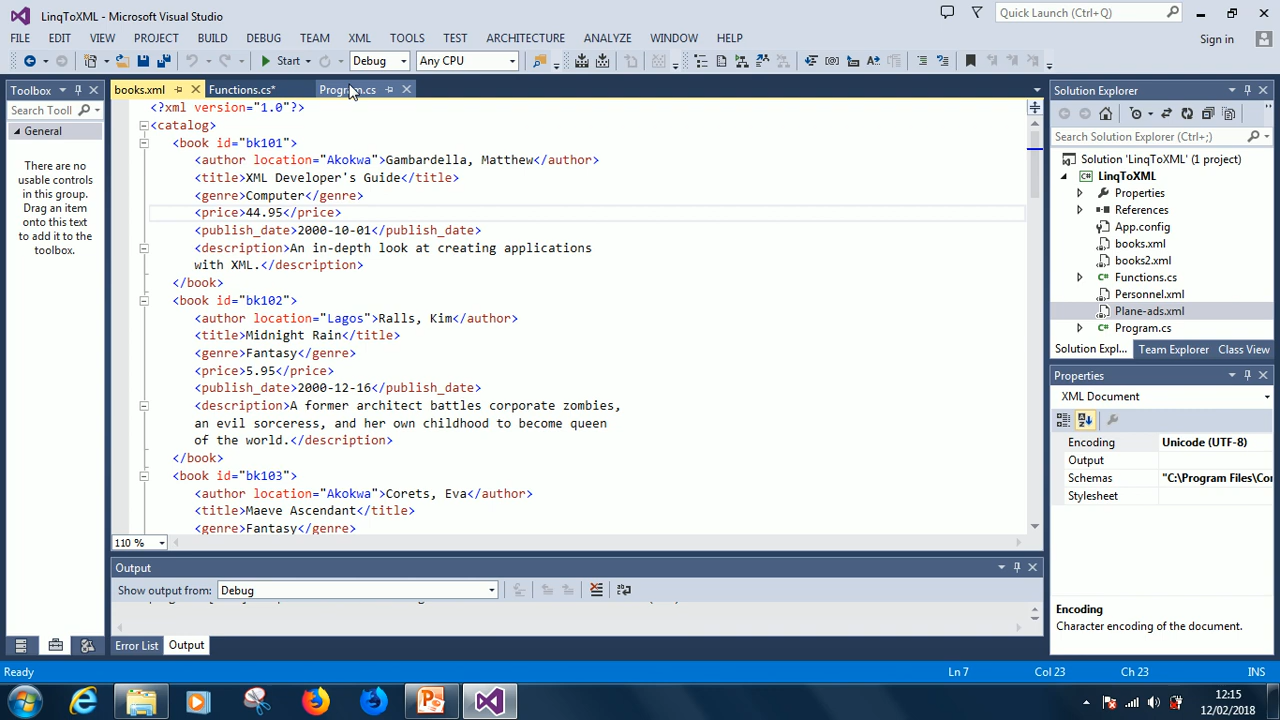 LinqToXML - Microsoft Visual Studio
Quick Launch (Ctrl+Q)
FILE EDIT VIEW PROJECT BUILD DEBUG TEAM XML TOOLS TEST ARCHITECTURE ANALYZE WINDOW HELP
Sign in
Start Debug Any CPU
Toolbox
Search Tool
General
There are no
usable controls
in this group.
Drag an item
onto this text
to add it to the
toolbox.
books.xml Functions.cs* Program.cs
<?xml version="1.0"?>
<catalog>
<book id="bk101">
<author location="Akokwa">Gambardella, Matthew</author>
<title>XML Developer's Guide</title>
<genre>Computer</genre>
<price>44.95</price>
<publish_date>2000-10-01</publish_date>
<description>An in-depth look at creating applications
with XML.</description>
</book>
<book id="bk102">
<author location="Lagos">Ralls, Kim</author>
<title>Midnight Rain</title>
<genre>Fantasy</genre>
<price>5.95</price>
<publish_date>2000-12-16</publish_date>
<description>A former architect battles corporate zombies,
an evil sorceress, and her own childhood to become queen
of the world.</description>
</book>
<book id="bk103">
<author location="Akokwa">Corets, Eva</author>
<title>Maeve Ascendant</title>
<genre>Fantasy</genre>
110 %
Output
Show output from: Debug
Error List Output
Solution Explorer
Search Solution Explorer (Ctrl+;)
Solution 'LinqToXML' (1 project)
LinqToXML
Properties
References
App.config
books.xml
books2.xml
Functions.cs
Personnel.xml
Plane-ads.xml
Program.cs
Solution Expl... Team Explorer Class View
Properties
XML Document
Encoding Unicode (UTF-8)
Output
Schemas "C:\Program Files\Co
Stylesheet
Encoding
Character encoding of the document.
Ready Ln 7 Col 23 Ch 23 INS
12:15
12/02/2018